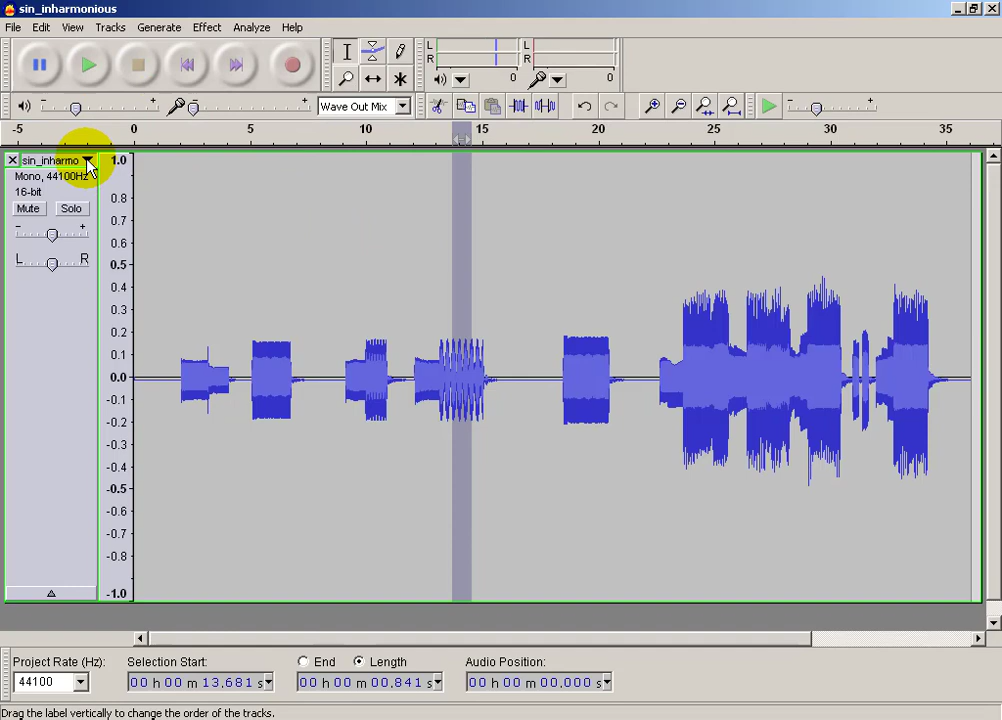 sin_inharmonious
File Edit View Tracks Generate Effect Analyze Help
L
R
0
L
R
0
- + - + Wave Out Mix - +
-5 0 5 10 15 20 25 30 35
sin_inharmo
Mono, 44100Hz
16-bit
Mute Solo
- +
L R
1.0
0.8
0.7
0.6
0.5
0.4
0.3
0.2
0.1
0.0
-0.1
-0.2
-0.3
-0.4
-0.5
-0.6
-0.7
-0.8
-1.0
Project Rate (Hz): Selection Start: End Length Audio Position:
44100 00 h 00 m 13.681 s 00 h 00 m 00.841 s 00 h 00 m 00.000 s
Drag the label vertically to change the order of the tracks.